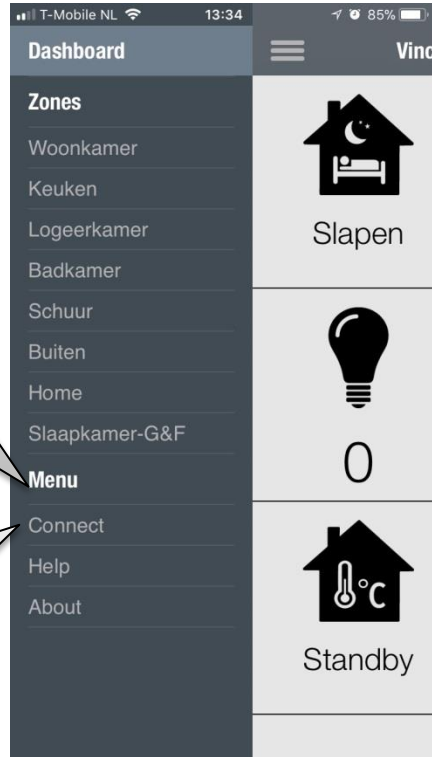 T-Mobile NL 13:34 85%
Dashboard
Zones
Woonkamer
Keuken
Logeerkamer
Badkamer
Schuur
Buiten
Home
Slaapkamer-G&F
Menu
Connect
Help
About
Vinc
Slapen
0
°C
Standby